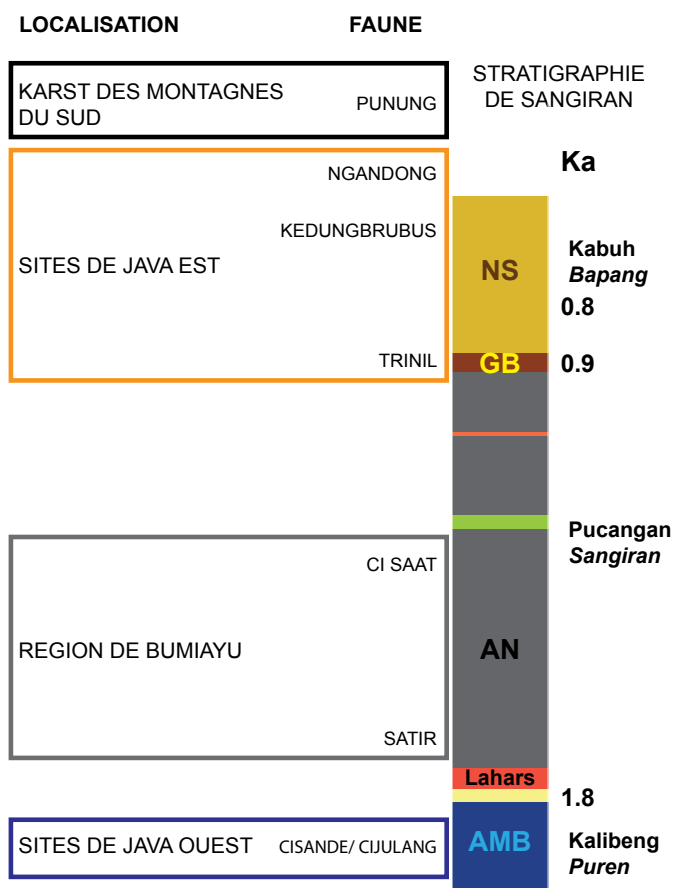 LOCALISATION FAUNE
STRATIGRAPHIE
DE SANGIRAN
KARST DES MONTAGNES
DU SUD
PUNUNG
Ka
NGANDONG
KEDUNGBRUBUS
SITES DE JAVA EST
TRINIL
NS
Kabuh
Bapang
0.8
GB
0.9
Pucangan
Sangiran
CI SAAT
REGION DE BUMIAYU
SATIR
AN
Lahars
1.8
SITES DE JAVA OUEST
CISANDE/ CIJULANG
AMB
Kalibeng
Puren